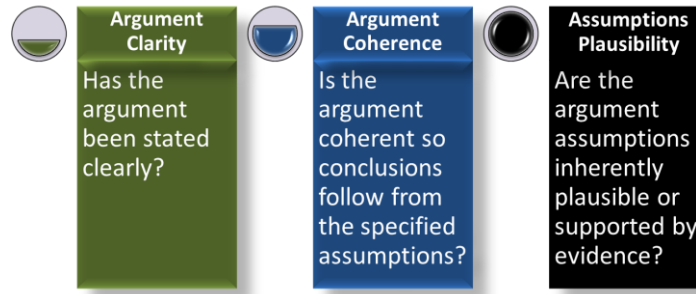 Argument
Clarity
Has the
argument
been stated
clearly?
Argument
Coherence
Is the
argument
coherent so
conclusions
follow from
the specified
assumptions?
Assumptions
Plausibility
Are the
argument
assumptions
inherently
plausible or
supported by
evidence?